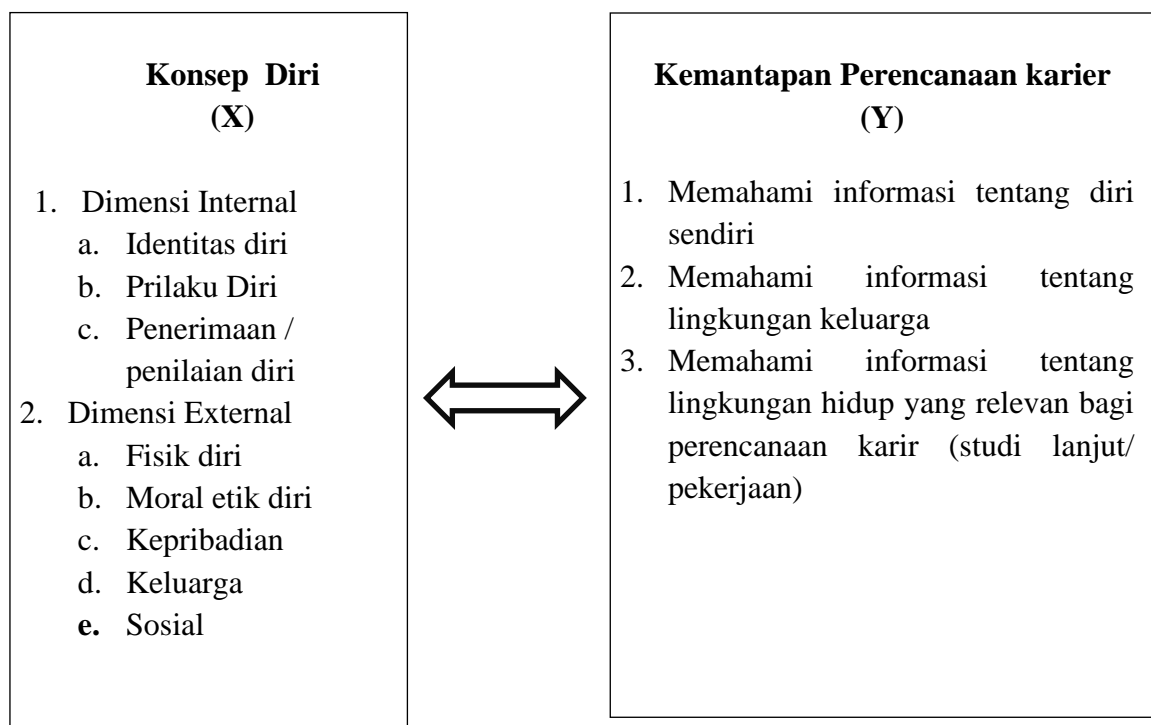 Konsep Diri
(X)
1. Dimensi Internal
a. Identitas diri
b. Prilaku Diri
c. Penerimaan /
penilaian diri
2. Dimensi External
a. Fisik diri
b. Moral etik diri
c. Kepribadian
d. Keluarga
e. Sosial
Kemantapan Perencanaan karier
(Y)
1. Memahami informasi tentang diri
sendiri
2. Memahami informasi tentang
lingkungan keluarga
3. Memahami informasi tentang
lingkungan hidup yang relevan bagi
perencanaan karir (studi lanjut/
pekerjaan)